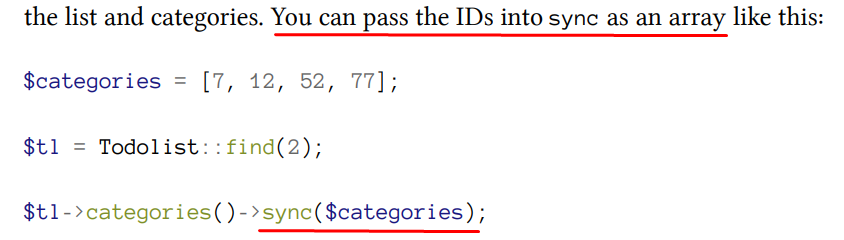 the list and categories. You can pass the IDs into sync as an array like this:
$categories = [7, 12, 52, 77];
$tl = Todolist::find(2);
$tl->categories()->sync($categories);